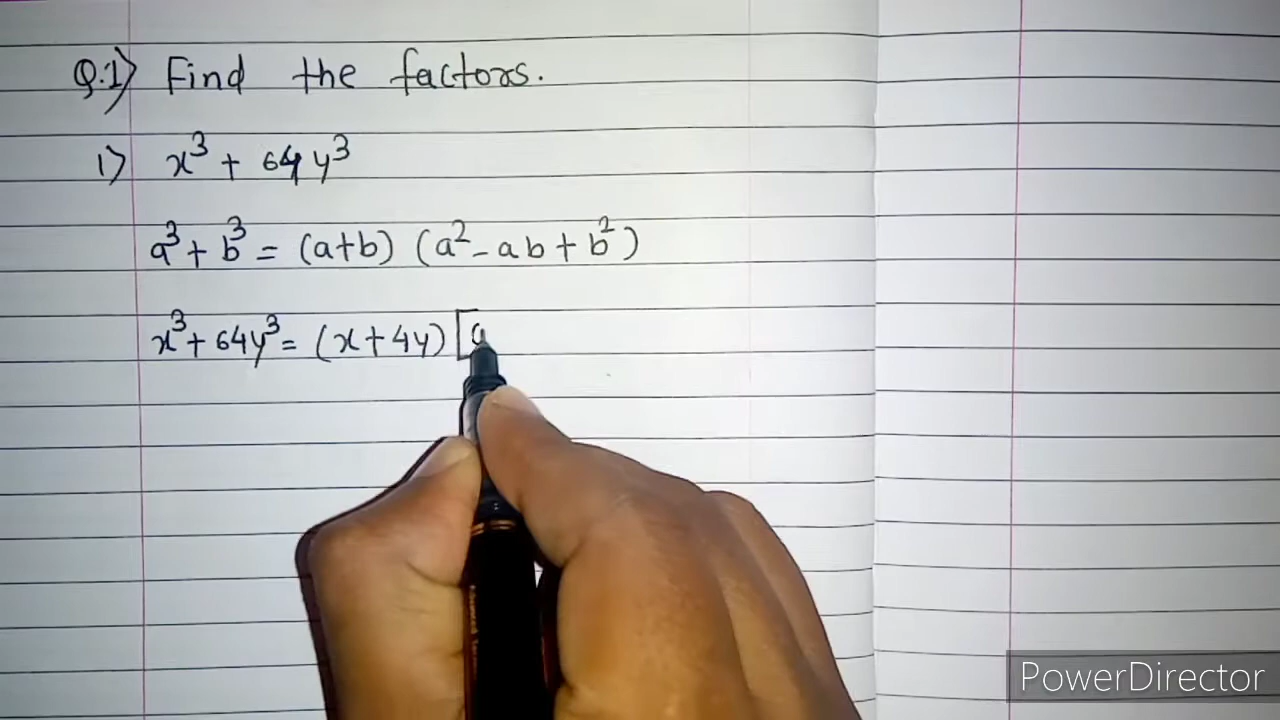 Q.1) Find the factors.
1) x³ + 64y³
a³ + b³ = (a+b) (a² - ab + b²)
x³ + 64y³ = (x + 4y) [
PowerDirector